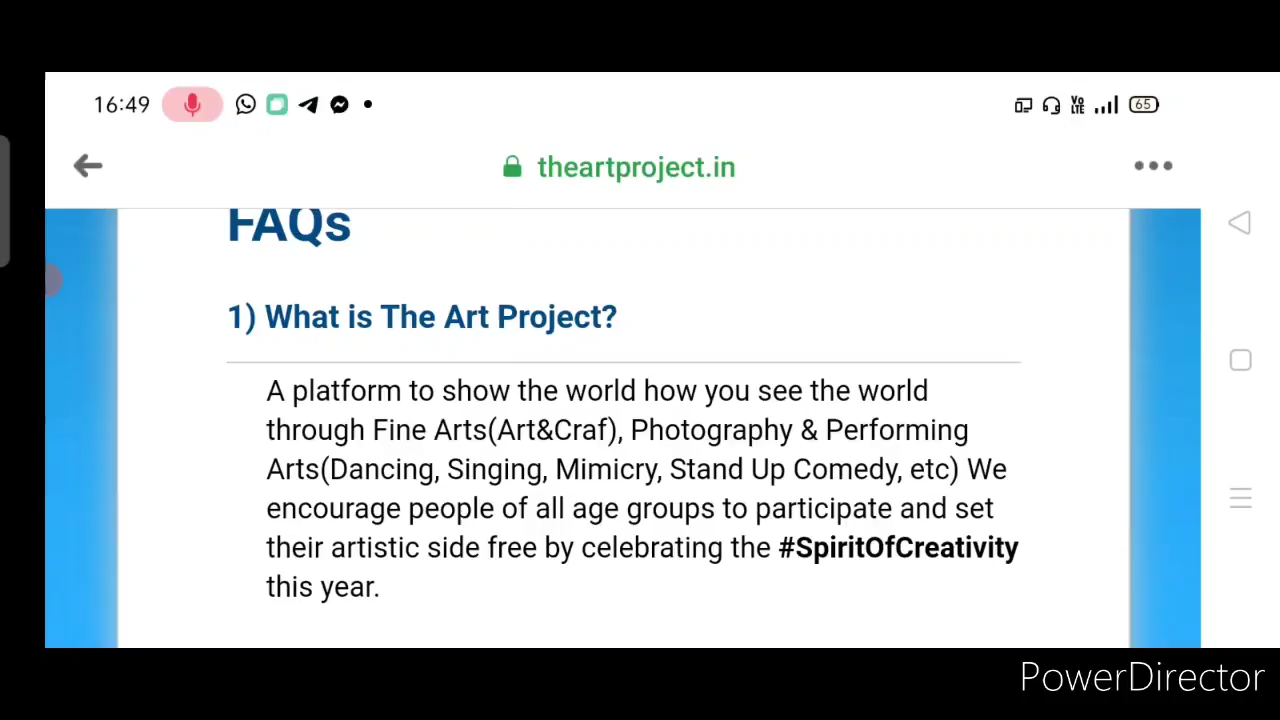 16:49
Vo
LTE
65
theartproject.in
FAQs
1) What is The Art Project?
A platform to show the world how you see the world
through Fine Arts(Art&Craf), Photography & Performing
Arts(Dancing, Singing, Mimicry, Stand Up Comedy, etc) We
encourage people of all age groups to participate and set
their artistic side free by celebrating the #SpiritOfCreativity
this year.
PowerDirector